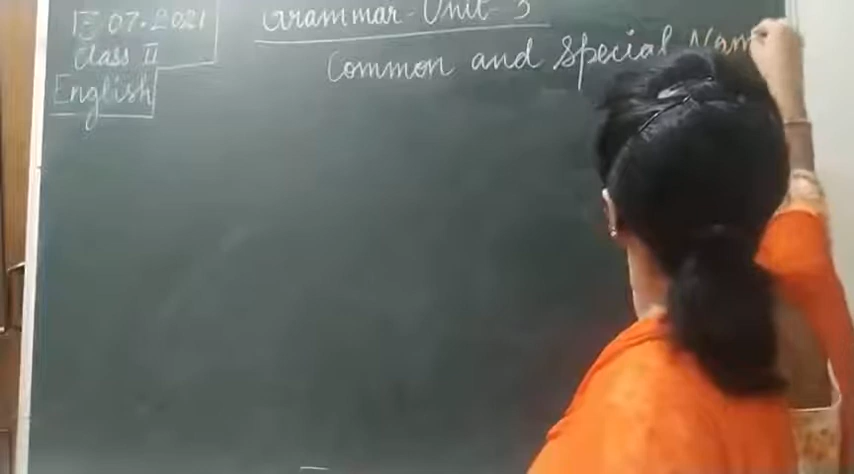 07.2021
Class II
English
Grammar - Unit - 3
Common and Special Nam